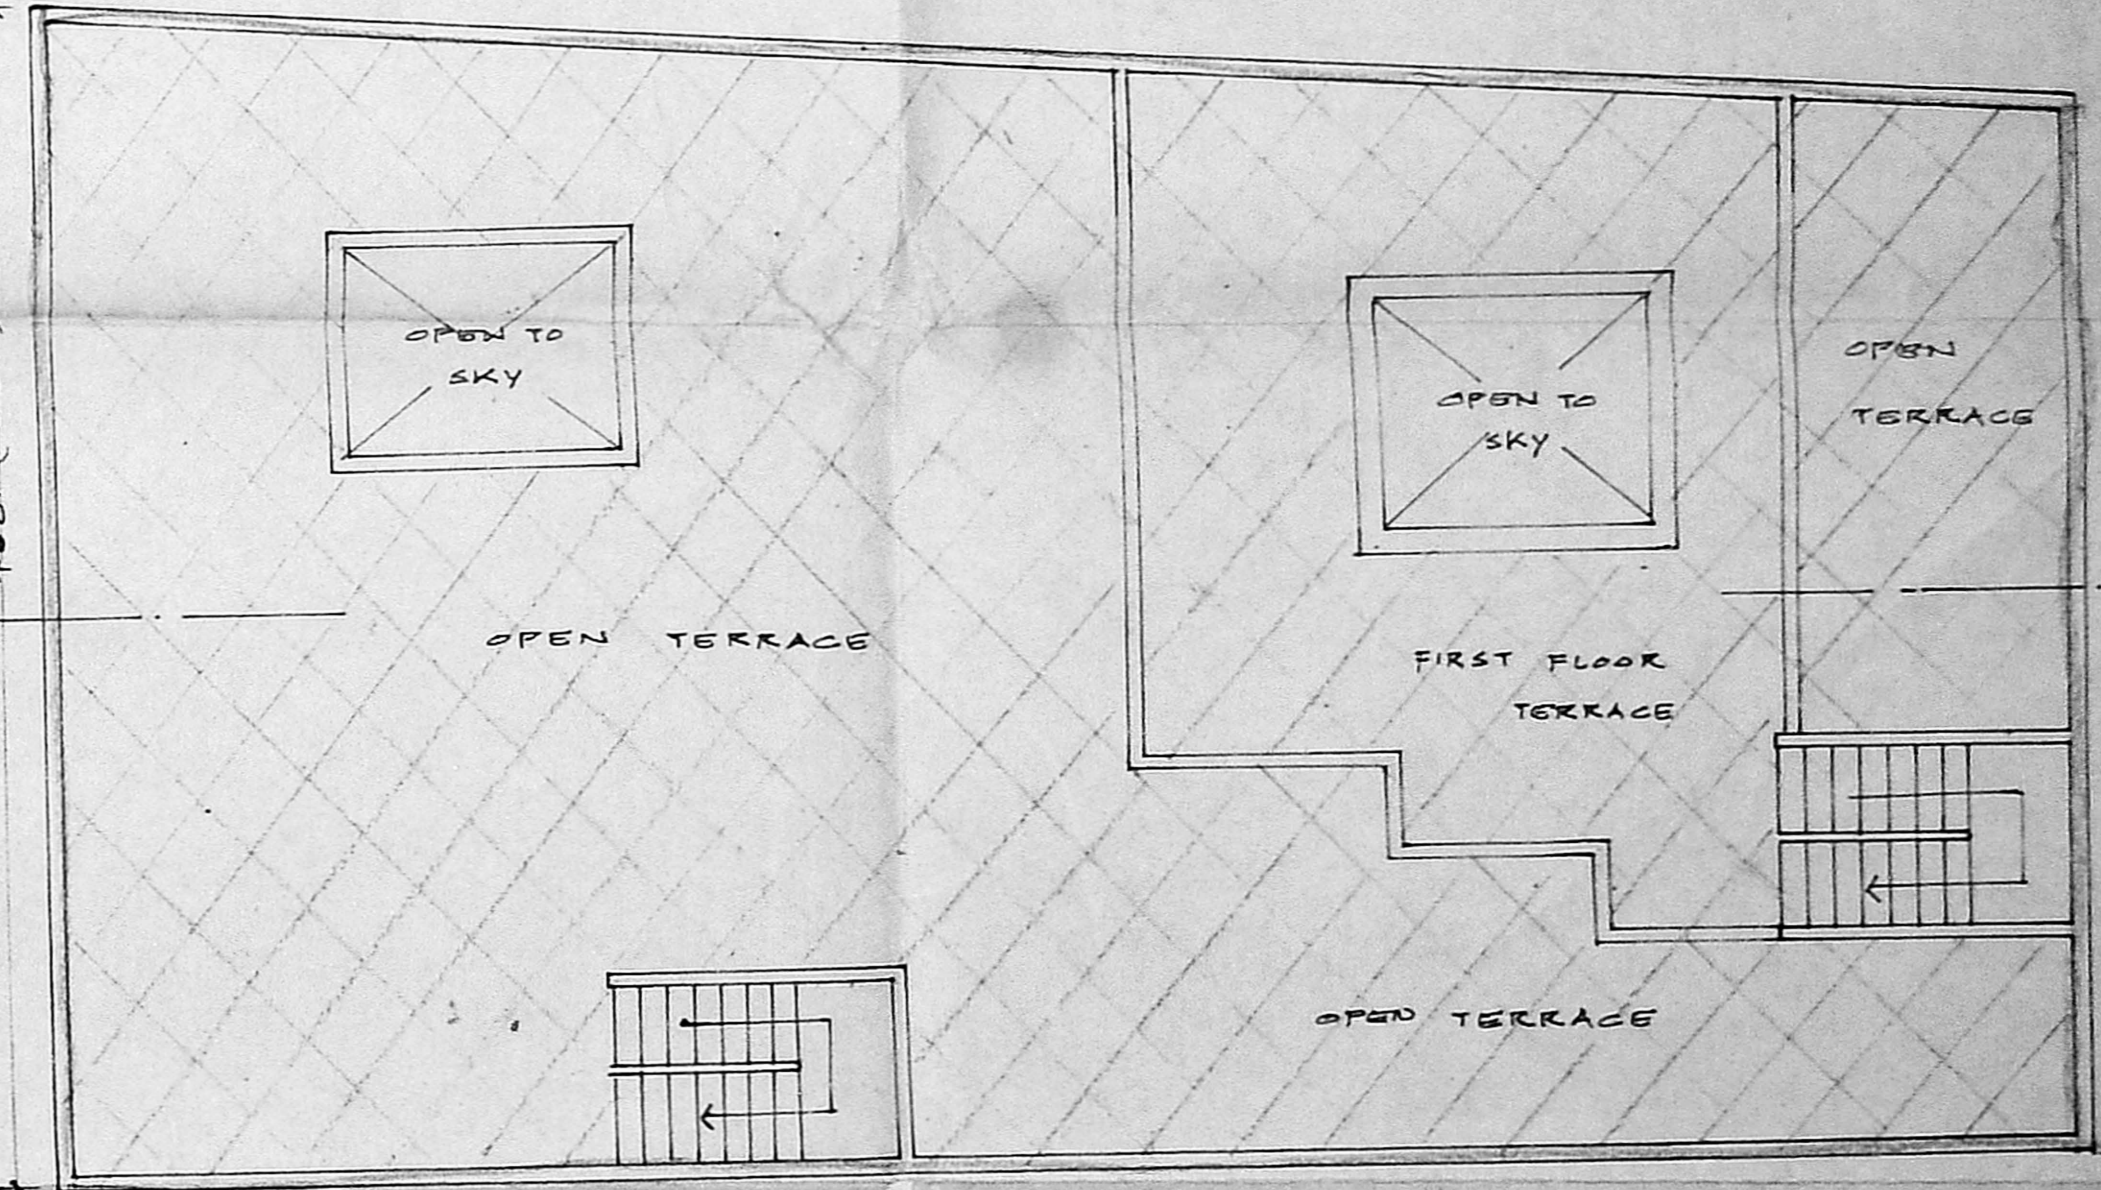 OPEN TO
SKY
OPEN TO
SKY
OPEN
TERRACE
OPEN TERRACE
FIRST FLOOR
TERRACE
OPEN TERRACE